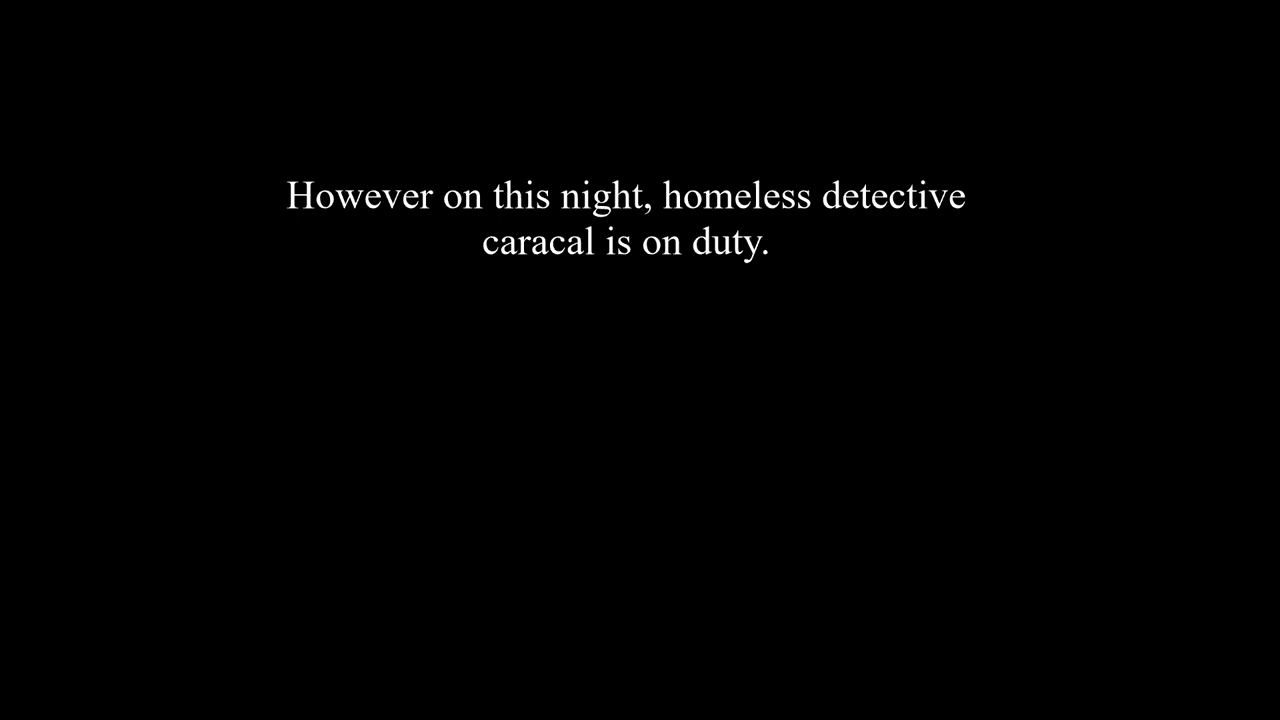 However on this night, homeless detective
caracal is on duty.